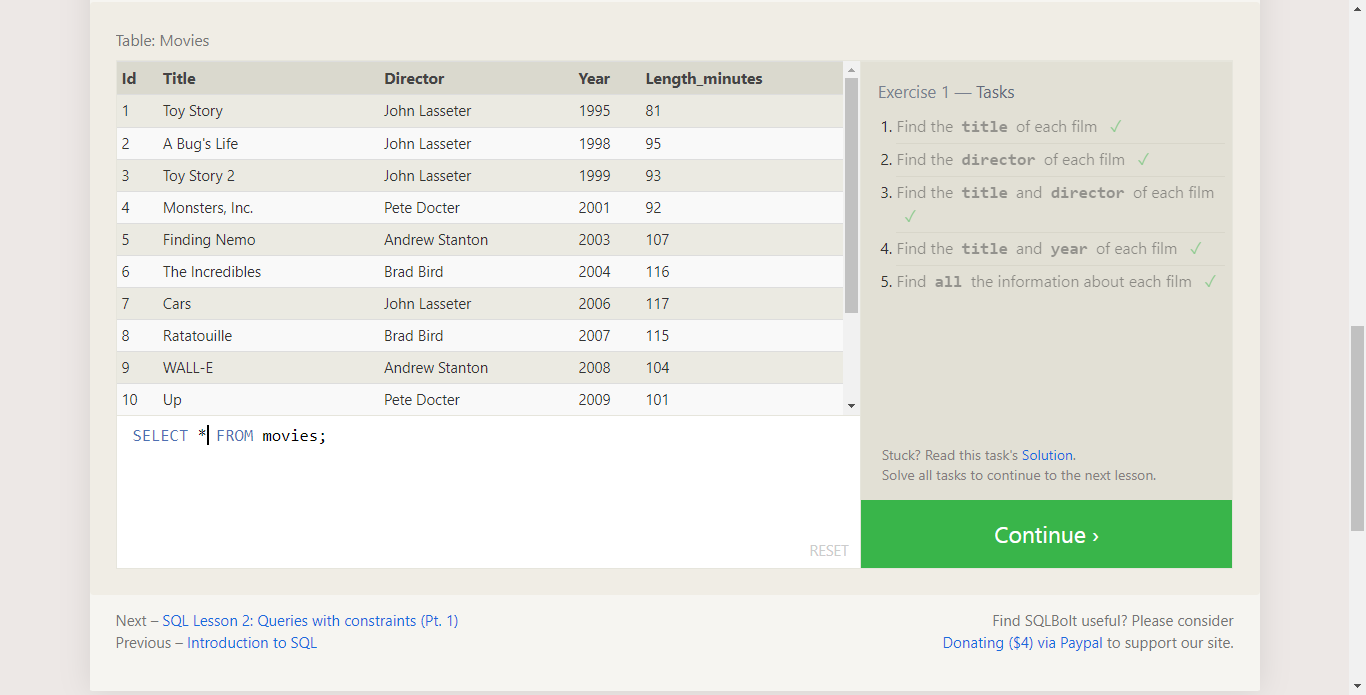 Table: Movies
Id Title Director Year Length_minutes
1 Toy Story John Lasseter 1995 81
2 A Bug's Life John Lasseter 1998 95
3 Toy Story 2 John Lasseter 1999 93
4 Monsters, Inc. Pete Docter 2001 92
5 Finding Nemo Andrew Stanton 2003 107
6 The Incredibles Brad Bird 2004 116
7 Cars John Lasseter 2006 117
8 Ratatouille Brad Bird 2007 115
9 WALL-E Andrew Stanton 2008 104
10 Up Pete Docter 2009 101
SELECT * FROM movies;
RESET
Exercise 1 — Tasks
1. Find the title of each film ✓
2. Find the director of each film ✓
3. Find the title and director of each film
✓
4. Find the title and year of each film ✓
5. Find all the information about each film ✓
Stuck? Read this task's Solution.
Solve all tasks to continue to the next lesson.
Continue ›
Next – SQL Lesson 2: Queries with constraints (Pt. 1)
Previous – Introduction to SQL
Find SQLBolt useful? Please consider
Donating ($4) via Paypal to support our site.